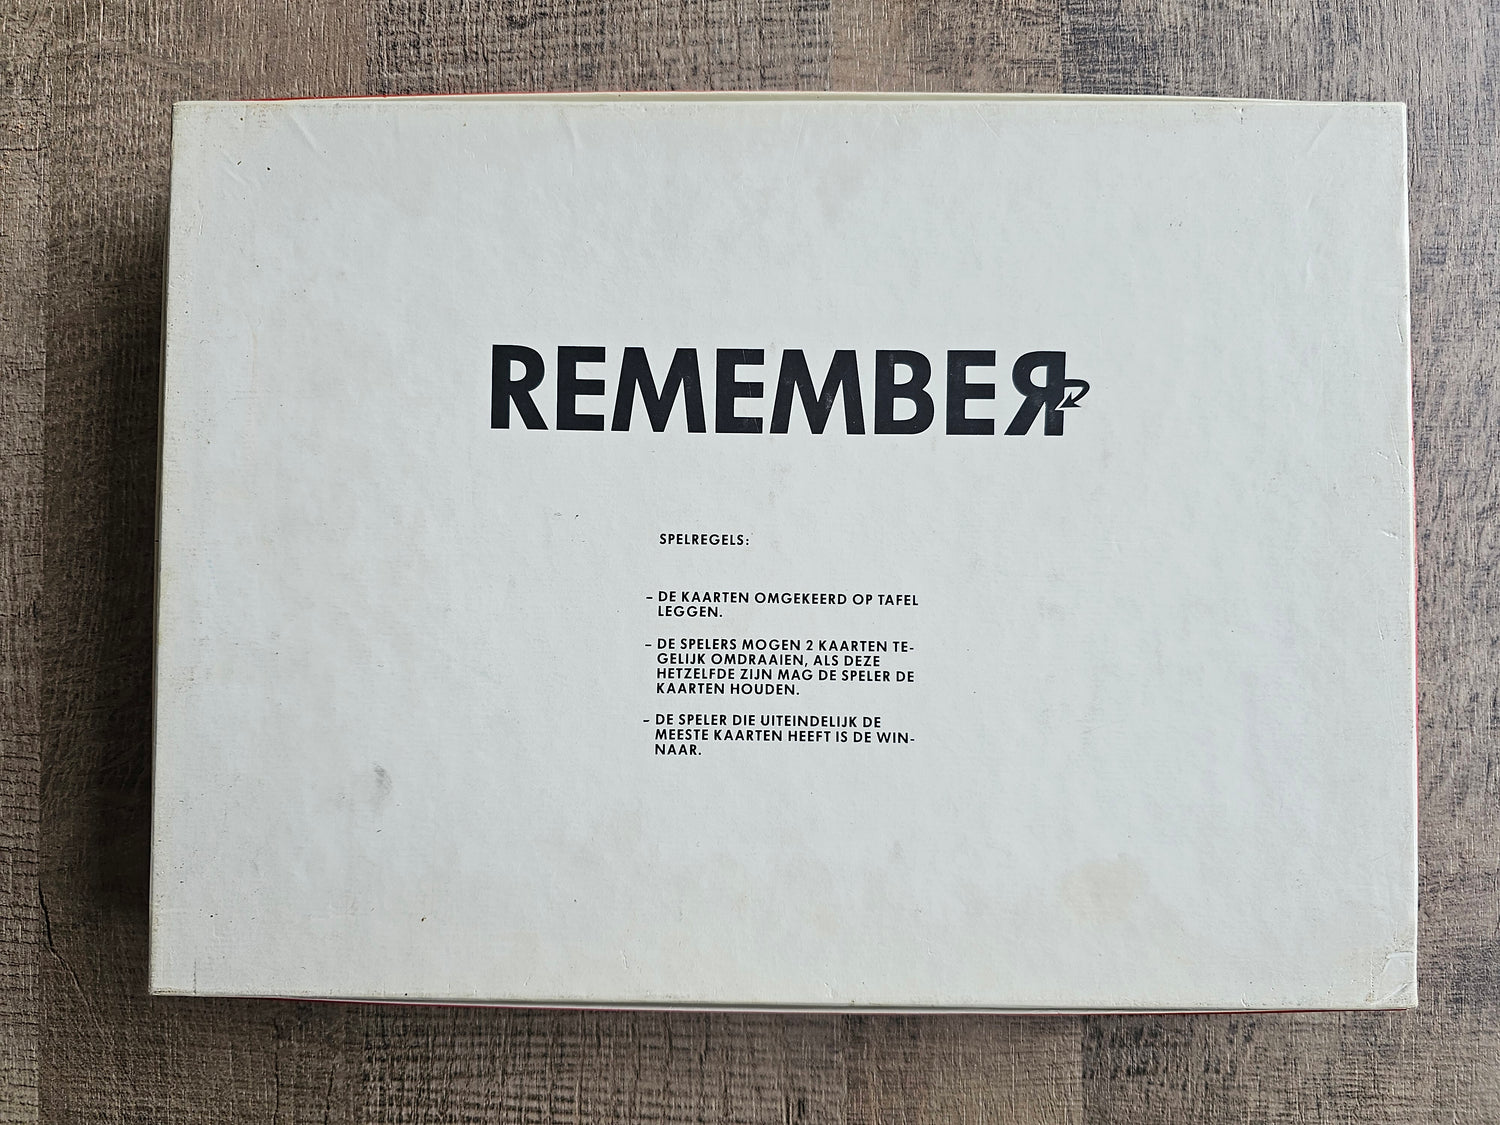 REMEMBER
SPELREGELS:
– DE KAARTEN OMGEKEERD OP TAFEL
LEGGEN.
– DE SPELERS MOGEN 2 KAARTEN TE-
GELIJK OMDRAAIEN, ALS DEZE
HETZELFDE ZIJN MAG DE SPELER DE
KAARTEN HOUDEN.
– DE SPELER DIE UITEINDELIJK DE
MEESTE KAARTEN HEEFT IS DE WIN-
NAAR.